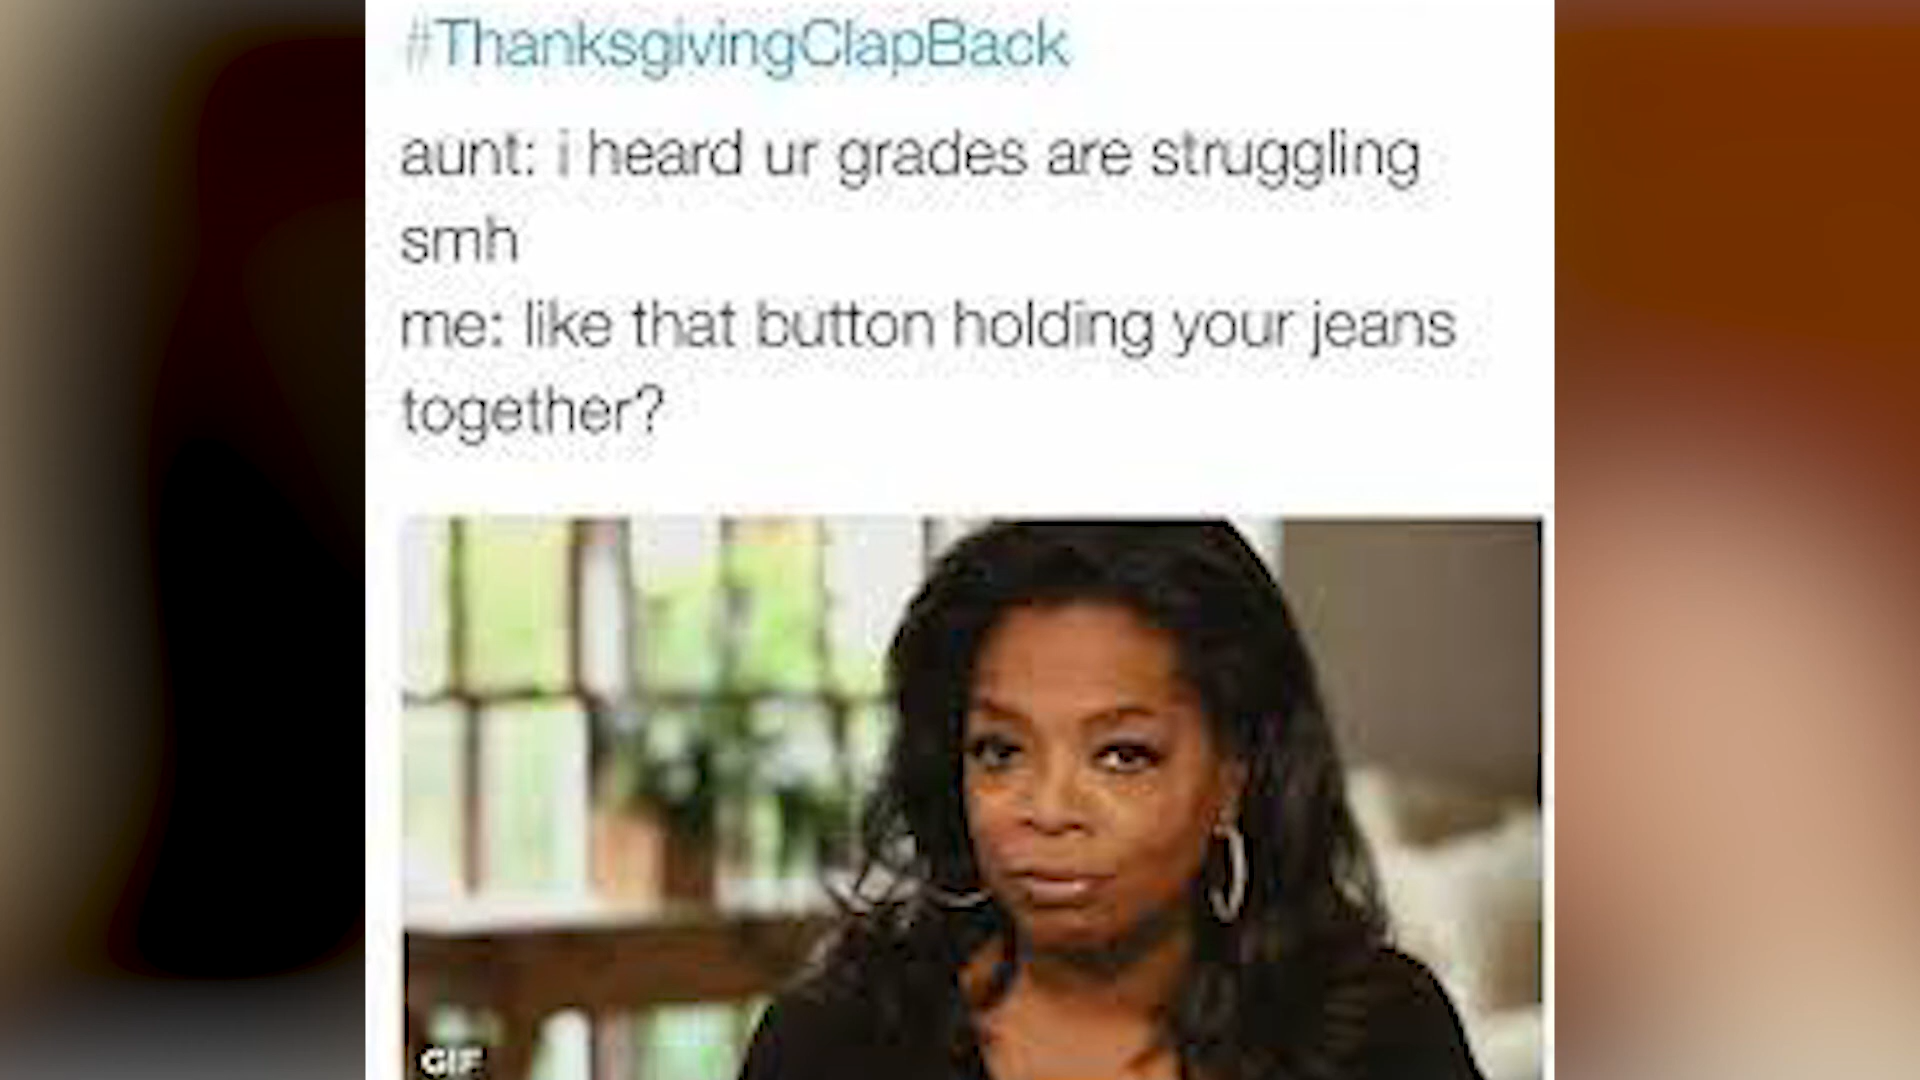 #ThanksgivingClapBack
aunt: i heard ur grades are struggling
smh
me: like that button holding your jeans
together?
GIF